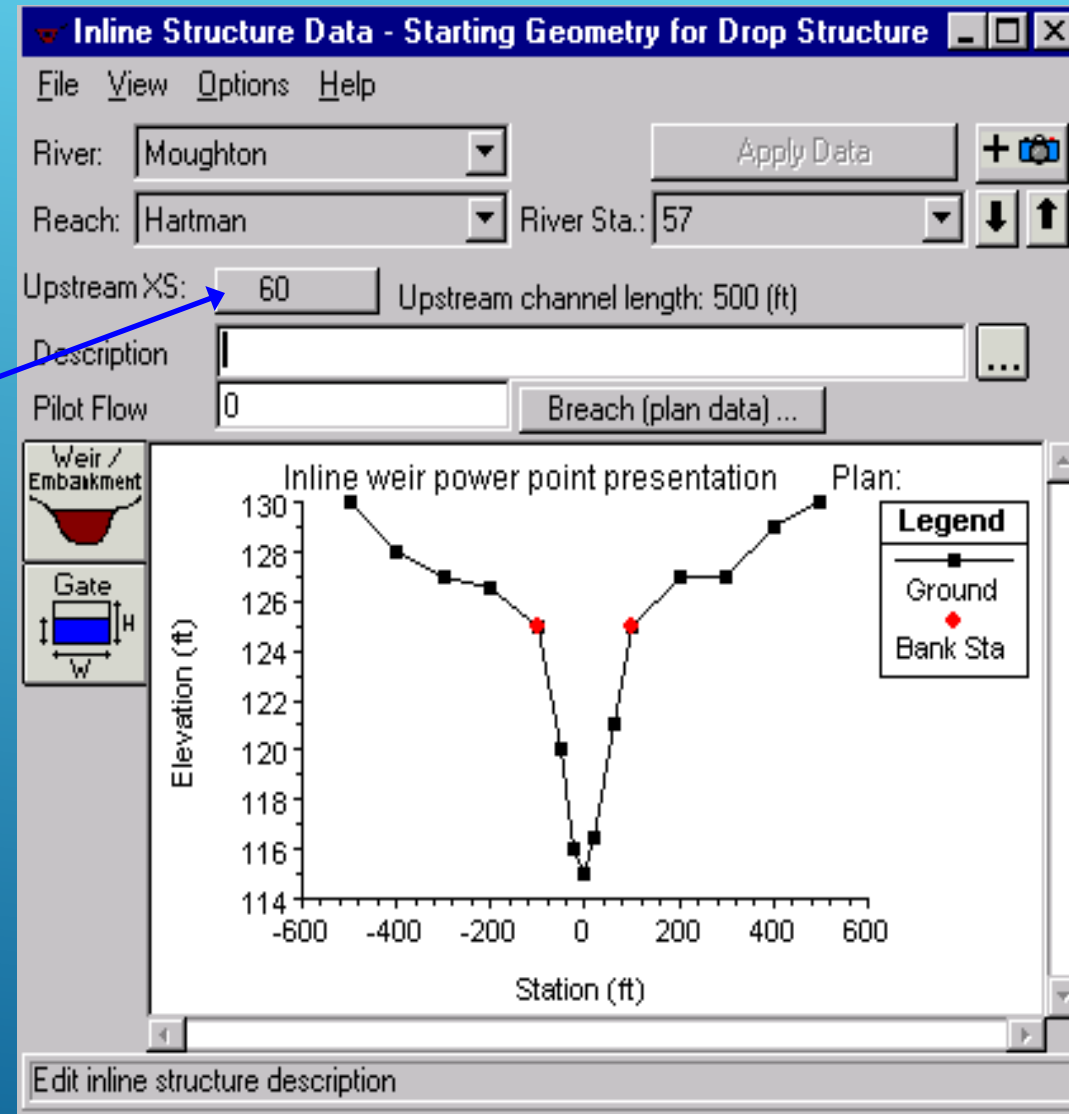 Inline Structure Data - Starting Geometry for Drop Structure
File View Options Help
River: Moughton Apply Data
Reach: Hartman River Sta.: 57
Upstream XS: 60 Upstream channel length: 500 (ft)
Description ...
Pilot Flow 0 Breach (plan data) ...
Weir /
Embankment
Gate
H
W
Inline weir power point presentation Plan:
Legend
Ground
Bank Sta
Elevation (ft)
130
128
126
124
122
120
118
116
114
-600 -400 -200 0 200 400 600
Station (ft)
Edit inline structure description